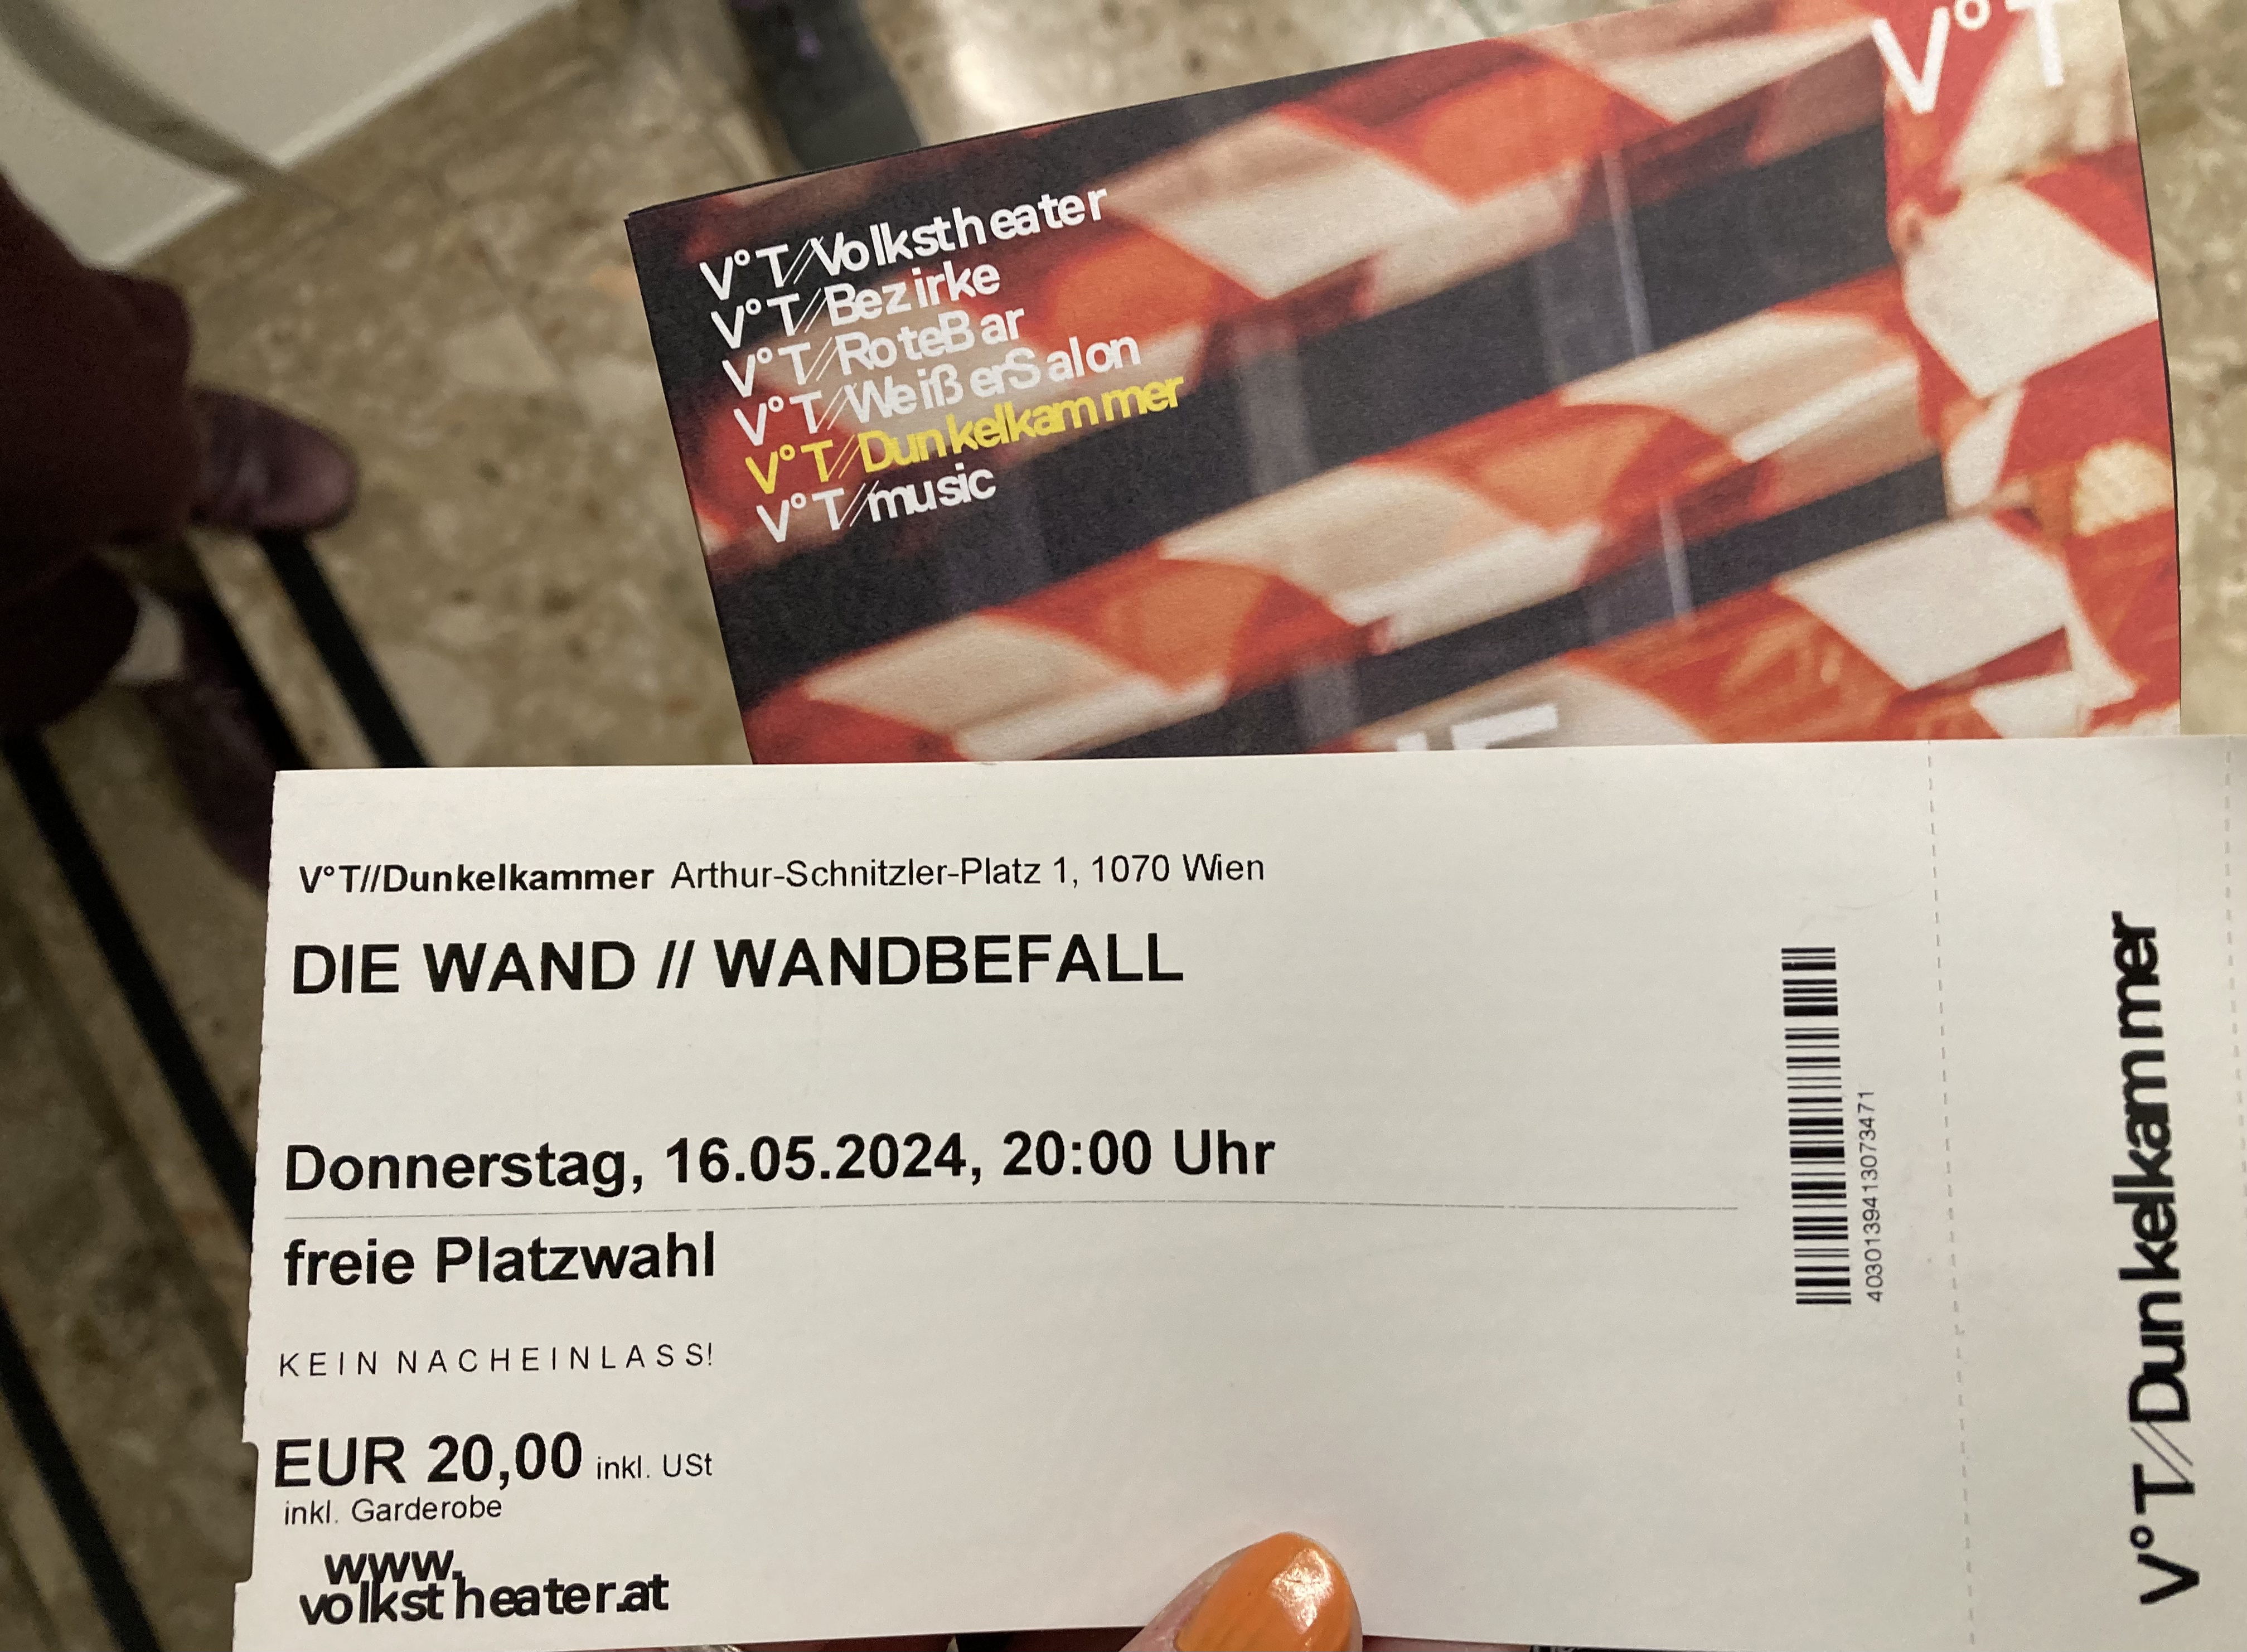 V°T
V°T//Volkstheater
V°T//Bezirke
V°T//RoteBar
V°T//WeißerSalon
V°T//Dunkelkammer
V°T//music
V°T//Dunkelkammer Arthur-Schnitzler-Platz 1, 1070 Wien
DIE WAND // WANDBEFALL
Donnerstag, 16.05.2024, 20:00 Uhr
freie Platzwahl
KEIN NACHEINLASS!
EUR 20,00 inkl. USt
inkl. Garderobe
www.
volkstheater.at
4030139413073471
V°T//Dunkelkammer